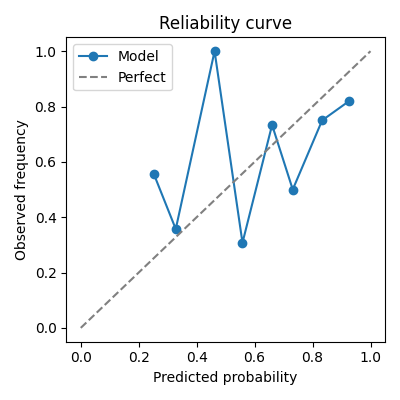 Reliability curve
Model
Perfect
Observed frequency
1.0
0.8
0.6
0.4
0.2
0.0
0.0 0.2 0.4 0.6 0.8 1.0
Predicted probability